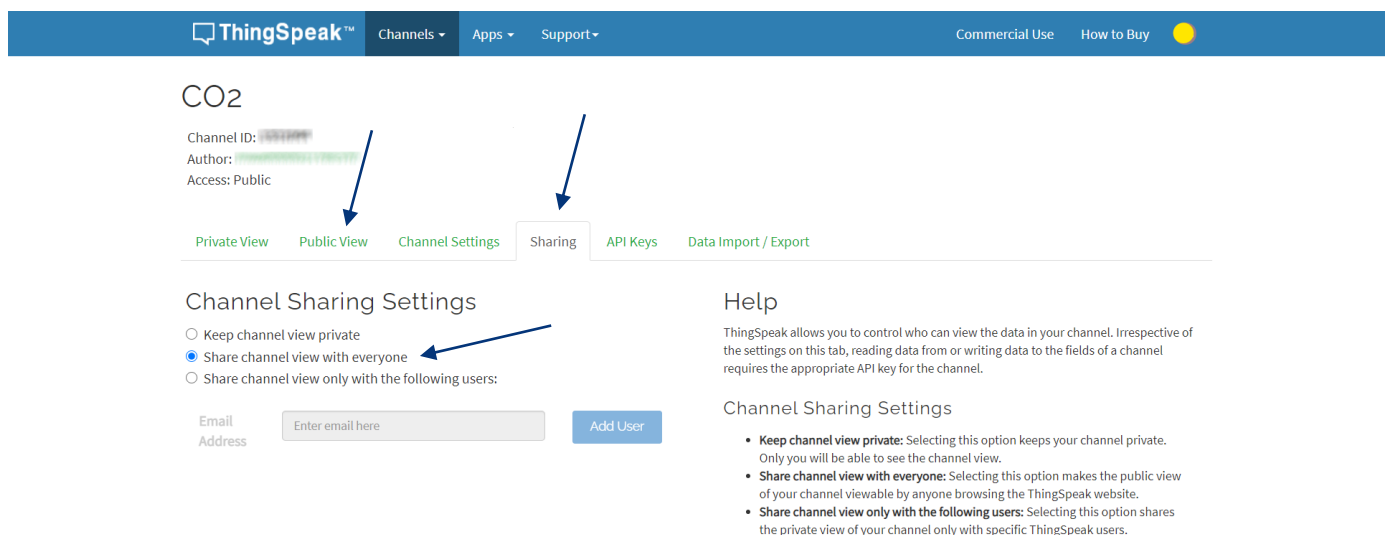 ThingSpeak™ Channels Apps Support Commercial Use How to Buy
CO2
Channel ID:
Author:
Access: Public
Private View Public View Channel Settings Sharing API Keys Data Import / Export
Channel Sharing Settings
Keep channel view private
Share channel view with everyone
Share channel view only with the following users:
Email
Address
Enter email here
Add User
Help
ThingSpeak allows you to control who can view the data in your channel. Irrespective of
the settings on this tab, reading data from or writing data to the fields of a channel
requires the appropriate API key for the channel.
Channel Sharing Settings
• Keep channel view private: Selecting this option keeps your channel private.
Only you will be able to see the channel view.
• Share channel view with everyone: Selecting this option makes the public view
of your channel viewable by anyone browsing the ThingSpeak website.
• Share channel view only with the following users: Selecting this option shares
the private view of your channel only with specific ThingSpeak users.